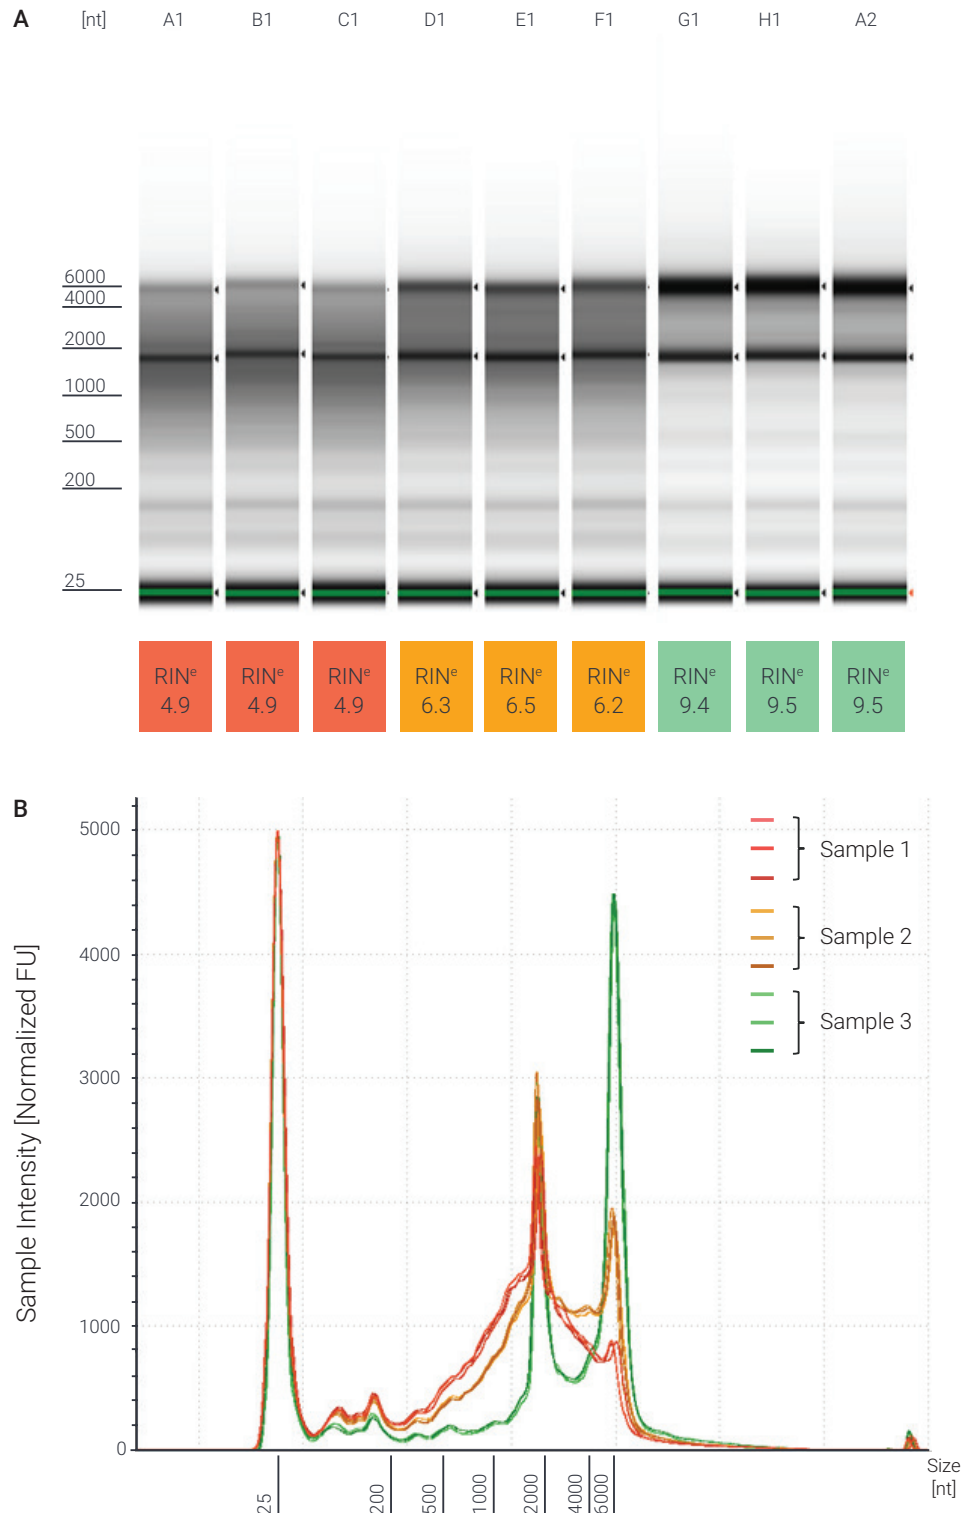 A [nt] A1 B1 C1 D1 E1 F1 G1 H1 A2
6000
4000
2000
1000
500
200
25
RINᵉ RINᵉ RINᵉ RINᵉ RINᵉ RINᵉ RINᵉ RINᵉ RINᵉ
4.9 4.9 4.9 6.3 6.5 6.2 9.4 9.5 9.5
B
Sample Intensity [Normalized FU]
5000
4000
3000
2000
1000
0
Sample 1
Sample 2
Sample 3
25 200 500 1000 2000 4000 6000
Size
[nt]